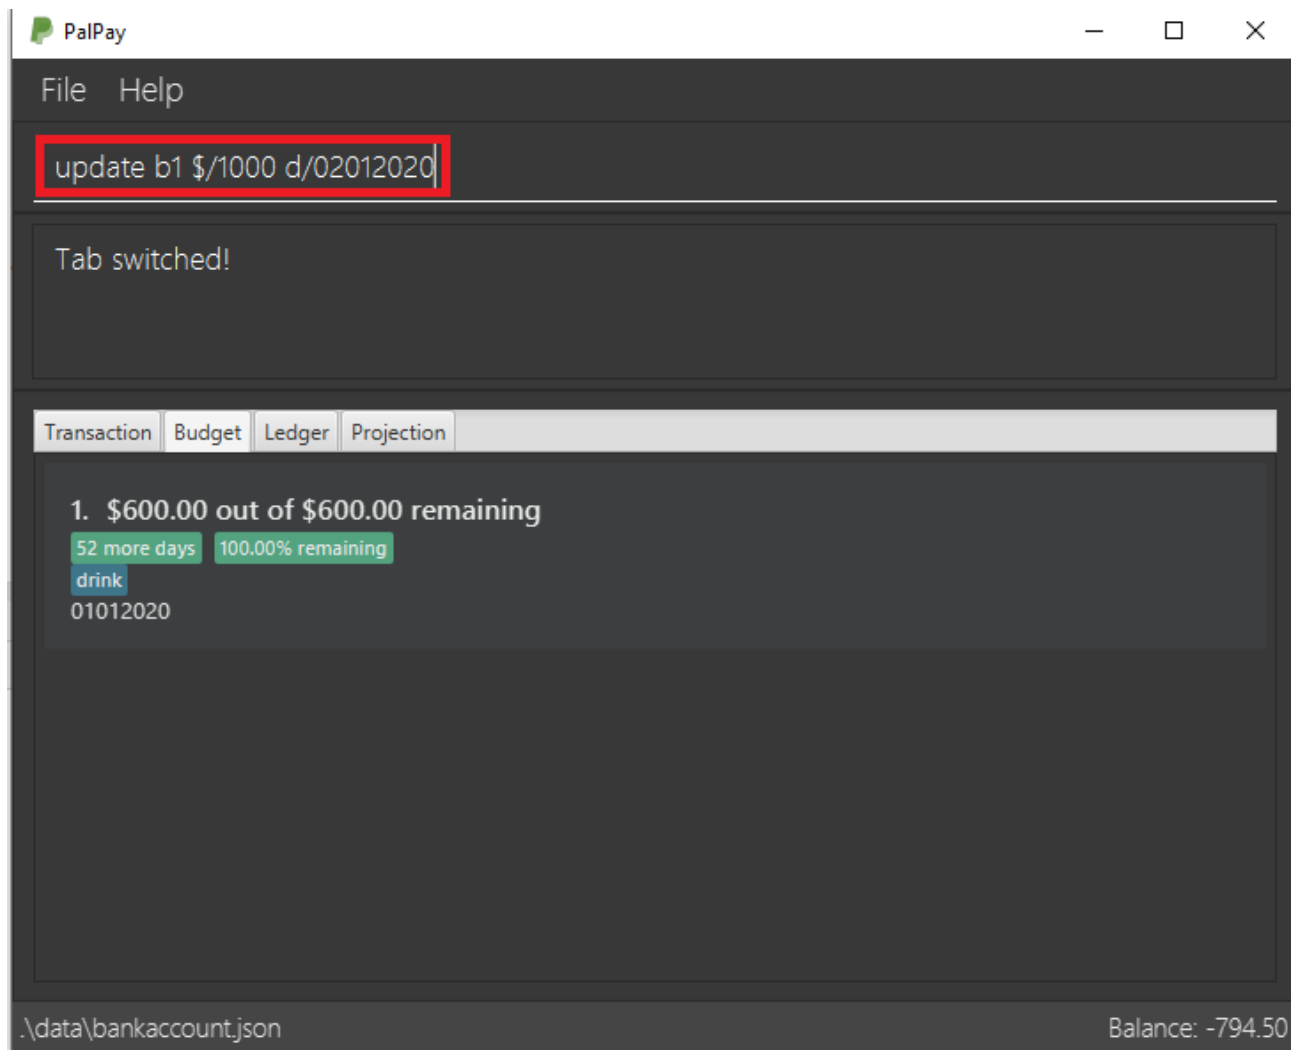 PalPay
File Help
update b1 $/1000 d/02012020
Tab switched!
Transaction Budget Ledger Projection
1. $600.00 out of $600.00 remaining
52 more days 100.00% remaining
drink
01012020
.\data\bankaccount.json Balance: -794.50